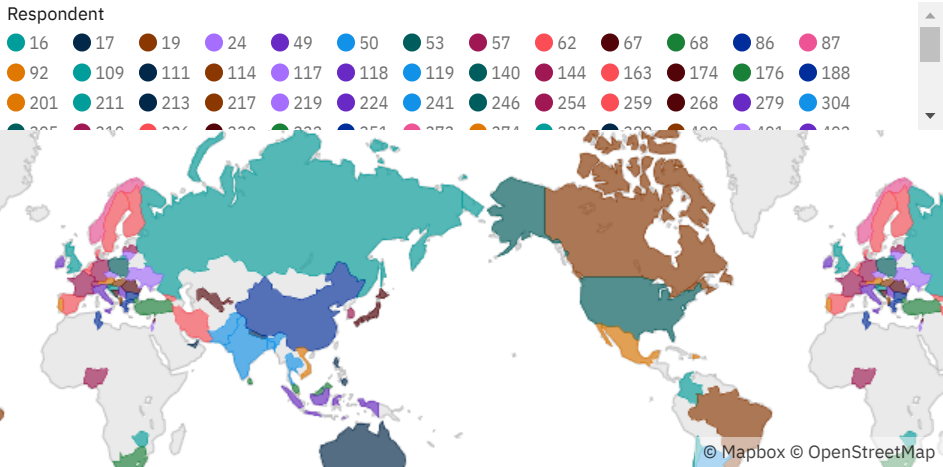 Respondent
16 17 19 24 49 50 53 57 62 67 68 86 87
92 109 111 114 117 118 119 140 144 163 174 176 188
201 211 213 217 219 224 241 246 254 259 268 279 304
© Mapbox © OpenStreetMap